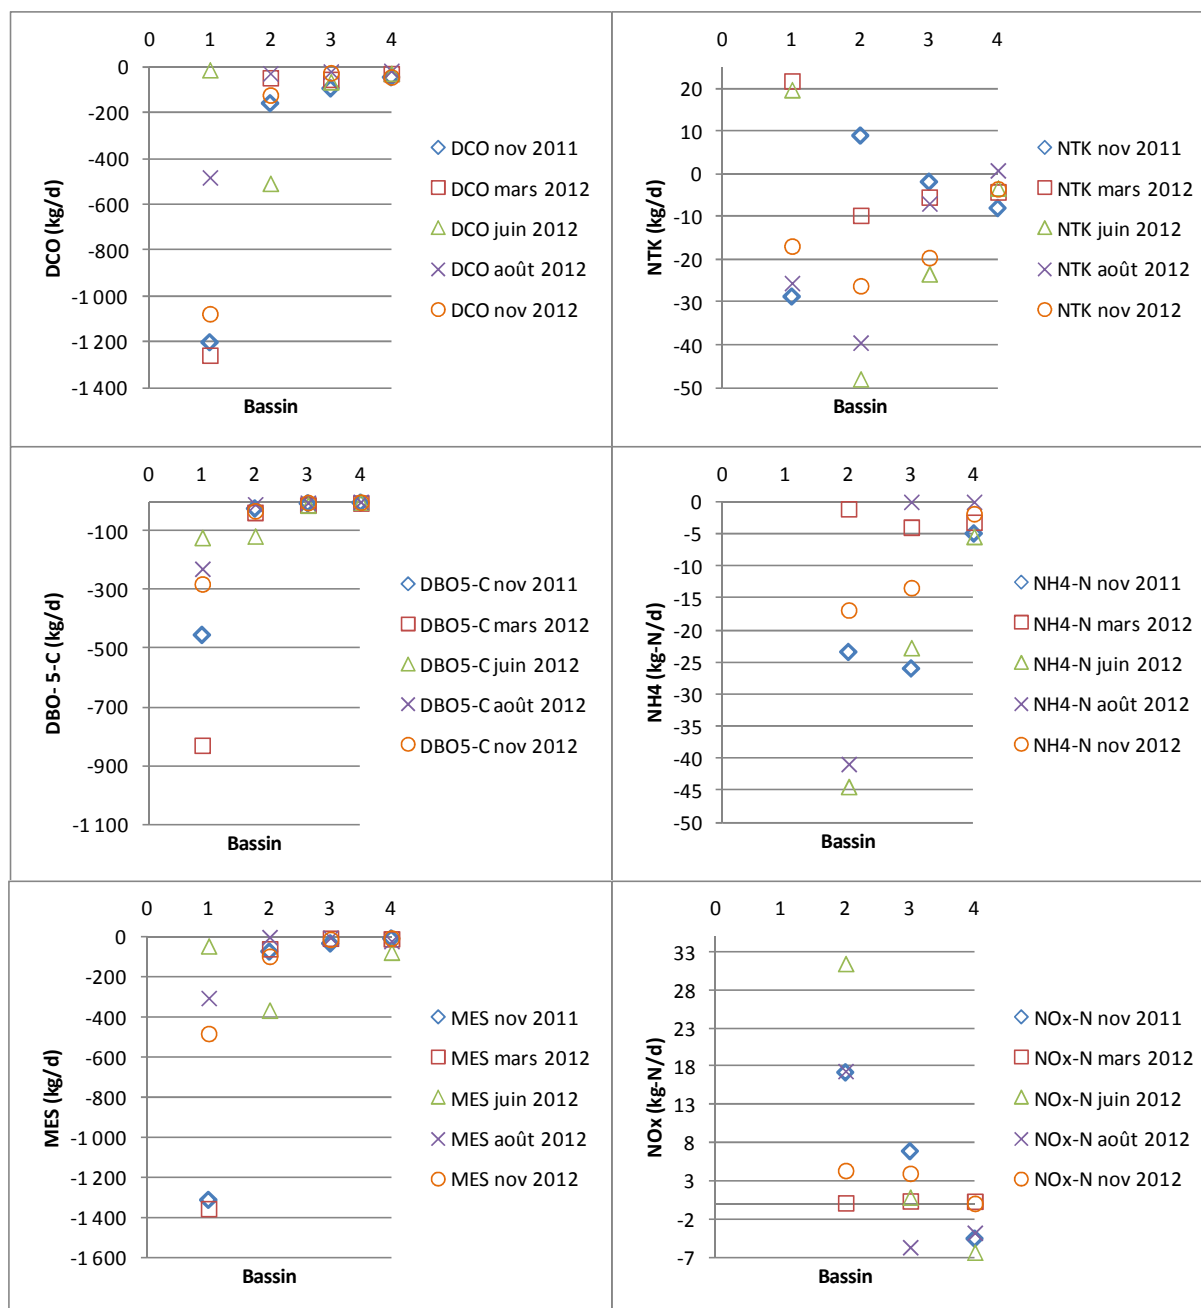 0 1 2 3 4
0
-200
-400
-600
-800
-1 000
-1 200
-1 400
DCO (kg/d)
Bassin
DCO nov 2011
DCO mars 2012
DCO juin 2012
DCO août 2012
DCO nov 2012
0 1 2 3 4
20
10
0
-10
-20
-30
-40
-50
NTK (kg/d)
Bassin
NTK nov 2011
NTK mars 2012
NTK juin 2012
NTK août 2012
NTK nov 2012
0 1 2 3 4
-100
-300
-500
-700
-900
-1 100
DBO- 5-C (kg/d)
Bassin
DBO5-C nov 2011
DBO5-C mars 2012
DBO5-C juin 2012
DBO5-C août 2012
DBO5-C nov 2012
0 1 2 3 4
0
-5
-10
-15
-20
-25
-30
-35
-40
-45
-50
NH4 (kg-N/d)
Bassin
NH4-N nov 2011
NH4-N mars 2012
NH4-N juin 2012
NH4-N août 2012
NH4-N nov 2012
0 1 2 3 4
0
-200
-400
-600
-800
-1 000
-1 200
-1 400
-1 600
MES (kg/d)
Bassin
MES nov 2011
MES mars 2012
MES juin 2012
MES août 2012
MES nov 2012
0 1 2 3 4
33
28
23
18
13
8
3
-2
-7
NOx (kg-N/d)
Bassin
NOx-N nov 2011
NOx-N mars 2012
NOx-N juin 2012
NOx-N août 2012
NOx-N nov 2012